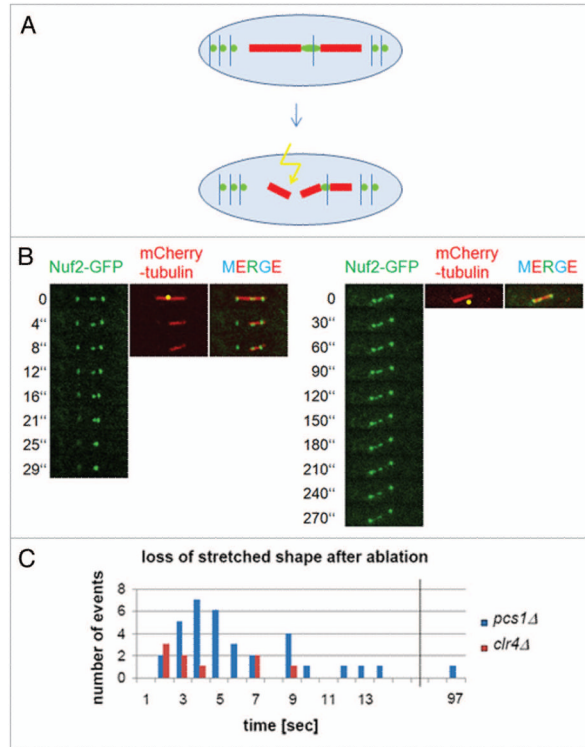 A
B
Nuf2-GFP
mCherry
-tubulin
MERGE
0
4"
8"
12"
16"
21"
25"
29"
Nuf2-GFP
mCherry
-tubulin
MERGE
0
30"
60"
90"
120"
150"
180"
210"
240"
270"
C
loss of stretched shape after ablation
number of events
8
6
4
2
0
1
3
5
7
9
11
13
97
time [sec]
pcs1Δ
clr4Δ